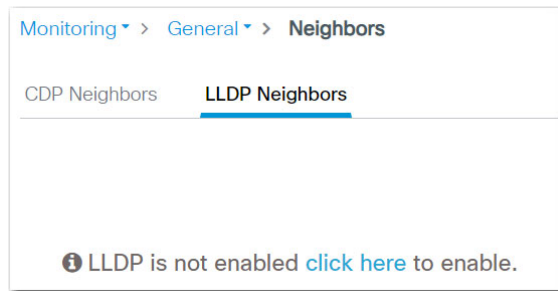 Monitoring > General > Neighbors
CDP Neighbors LLDP Neighbors
LLDP is not enabled click here to enable.